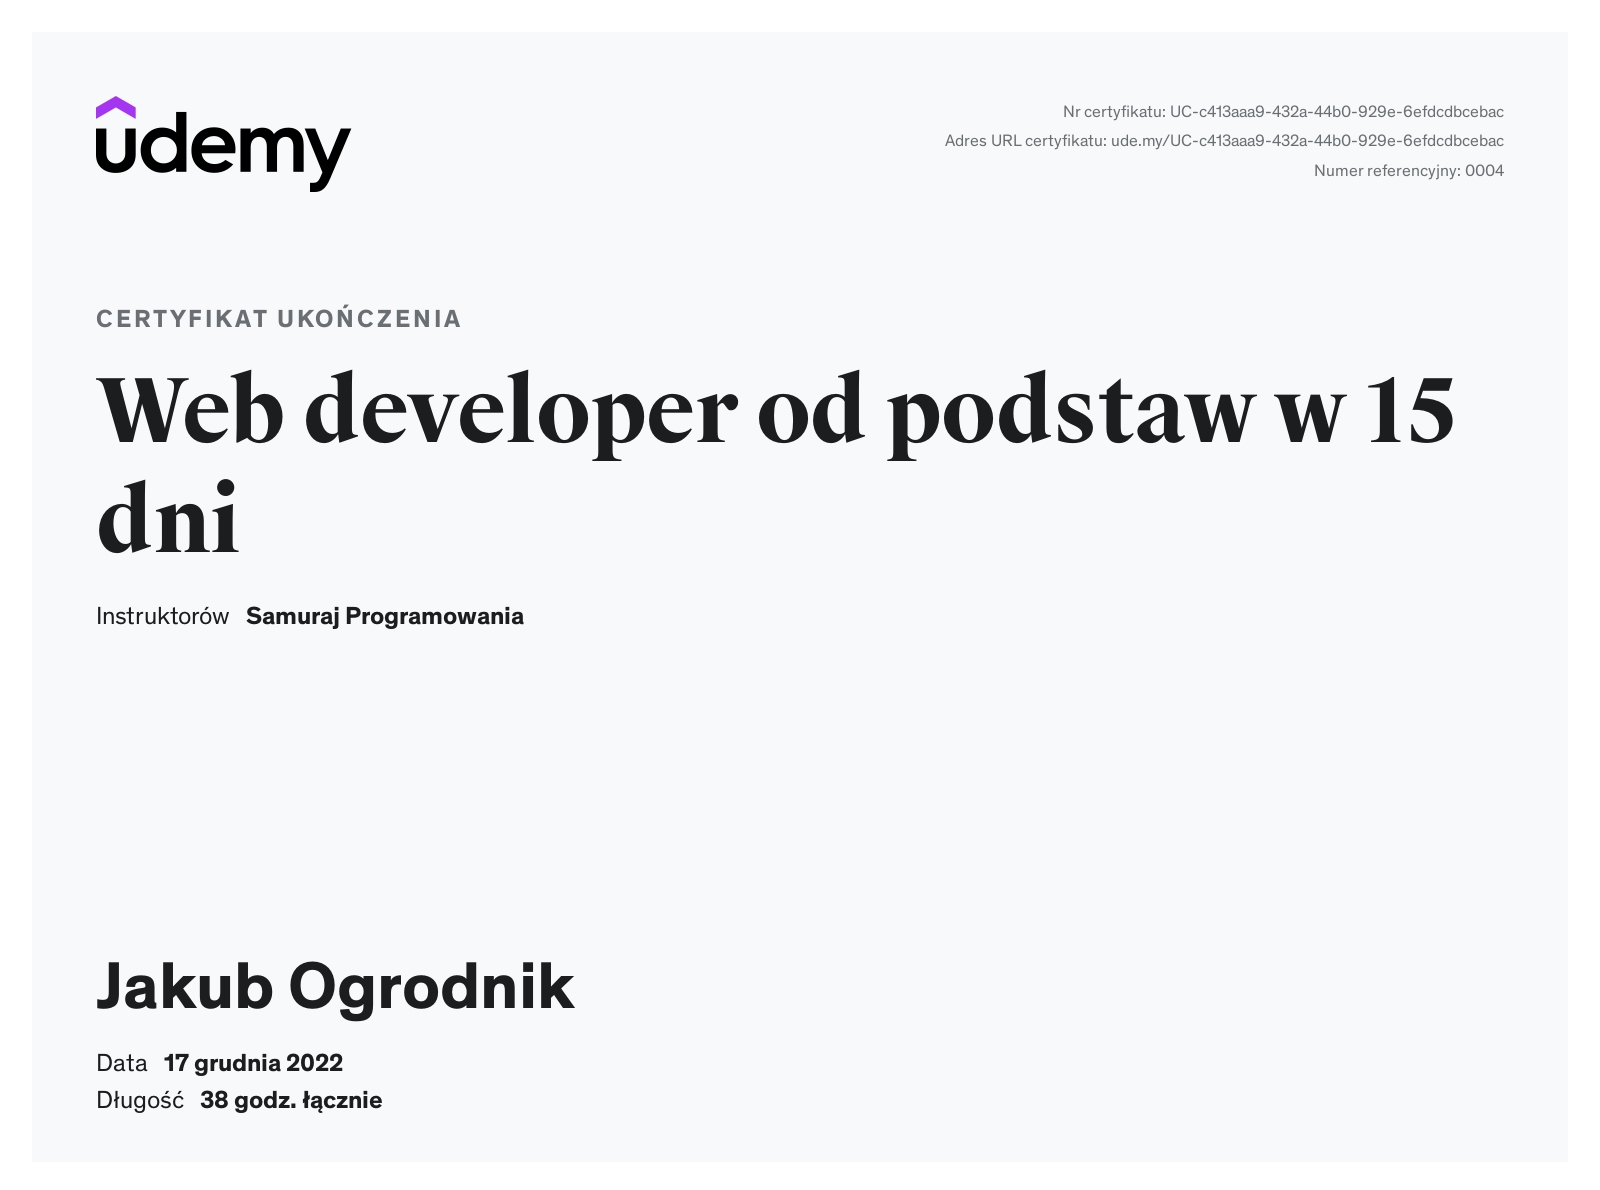 udemy
Nr certyfikatu: UC-c413aaa9-432a-44b0-929e-6efdcdbcebac
Adres URL certyfikatu: ude.my/UC-c413aaa9-432a-44b0-929e-6efdcdbcebac
Numer referencyjny: 0004
CERTYFIKAT UKOŃCZENIA
Web developer od podstaw w 15
dni
Instruktorów Samuraj Programowania
Jakub Ogrodnik
Data 17 grudnia 2022
Długość 38 godz. łącznie